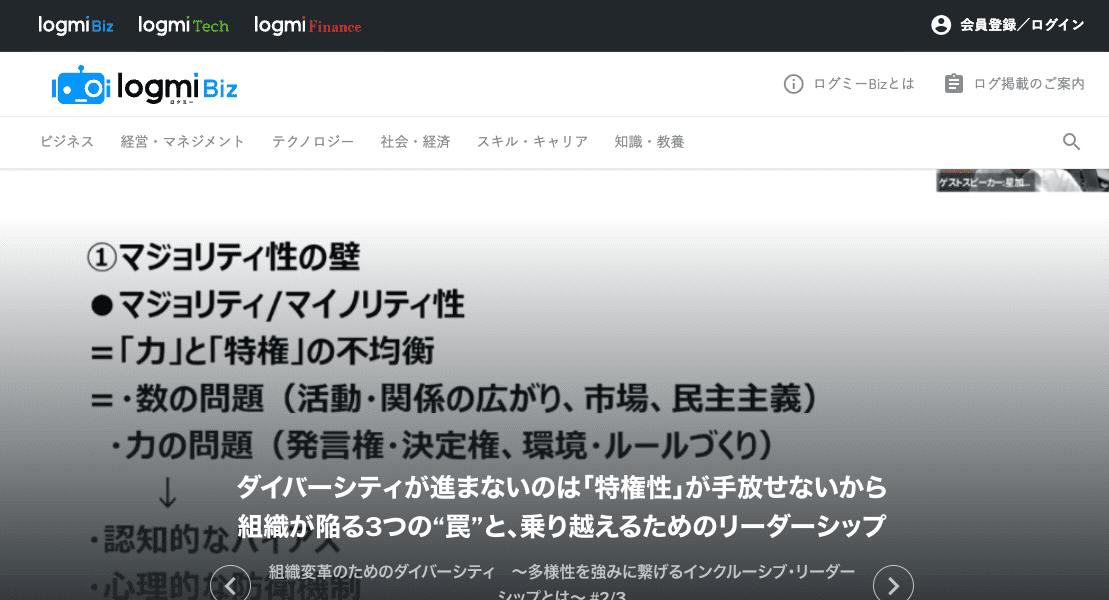 logmi Biz logmi Tech logmi Finance 会員登録／ログイン
logmi Biz ログミーBizとは ログ掲載のご案内
ログミー
ビジネス 経営・マネジメント テクノロジー 社会・経済 スキル・キャリア 知識・教養
ゲストスピーカー:星加...
①マジョリティ性の壁
●マジョリティ/マイノリティ性
＝「力」と「特権」の不均衡
＝・数の問題（活動・関係の広がり、市場、民主主義）
・力の問題（発言権・決定権、環境・ルールづくり）
↓
ダイバーシティが進まないのは「特権性」が手放せないから
組織が陥る3つの“罠”と、乗り越えるためのリーダーシップ
・認知的なバイアス
組織変革のためのダイバーシティ　〜多様性を強みに繋げるインクルーシブ・リーダー
シップとは〜 #2/3
・心理的な防衛機制